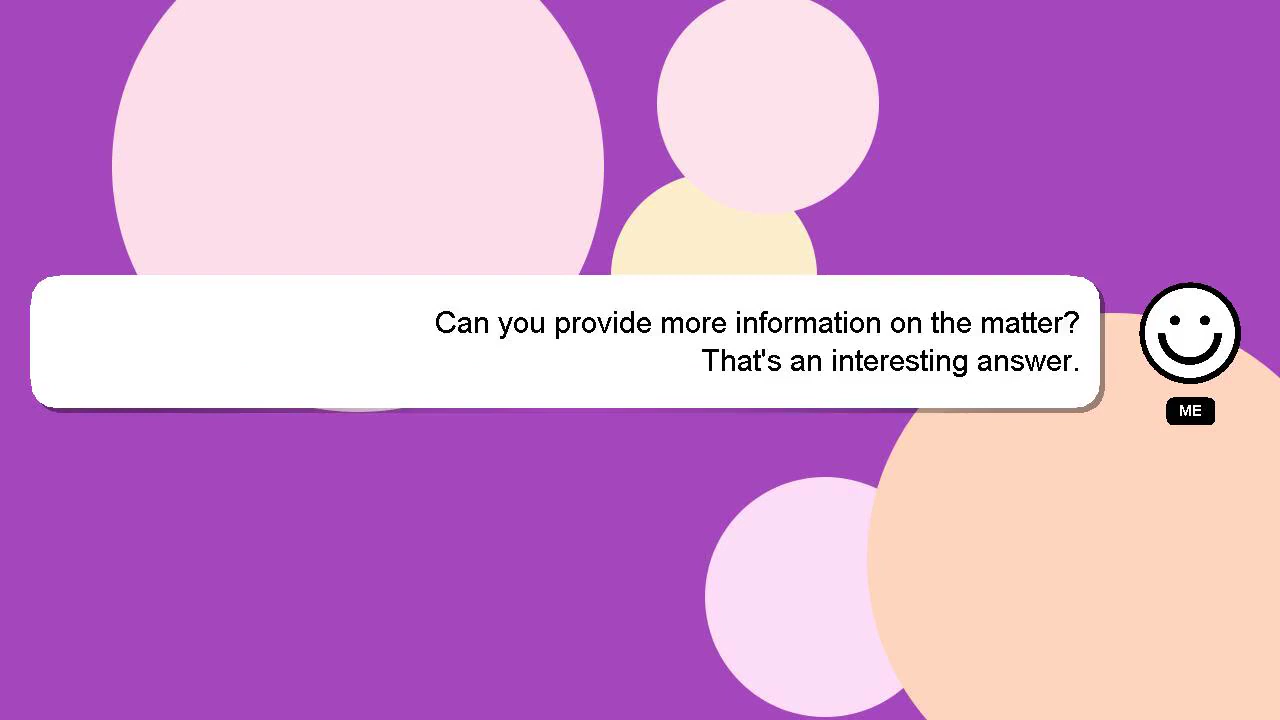 Can you provide more information on the matter?
That's an interesting answer.
ME